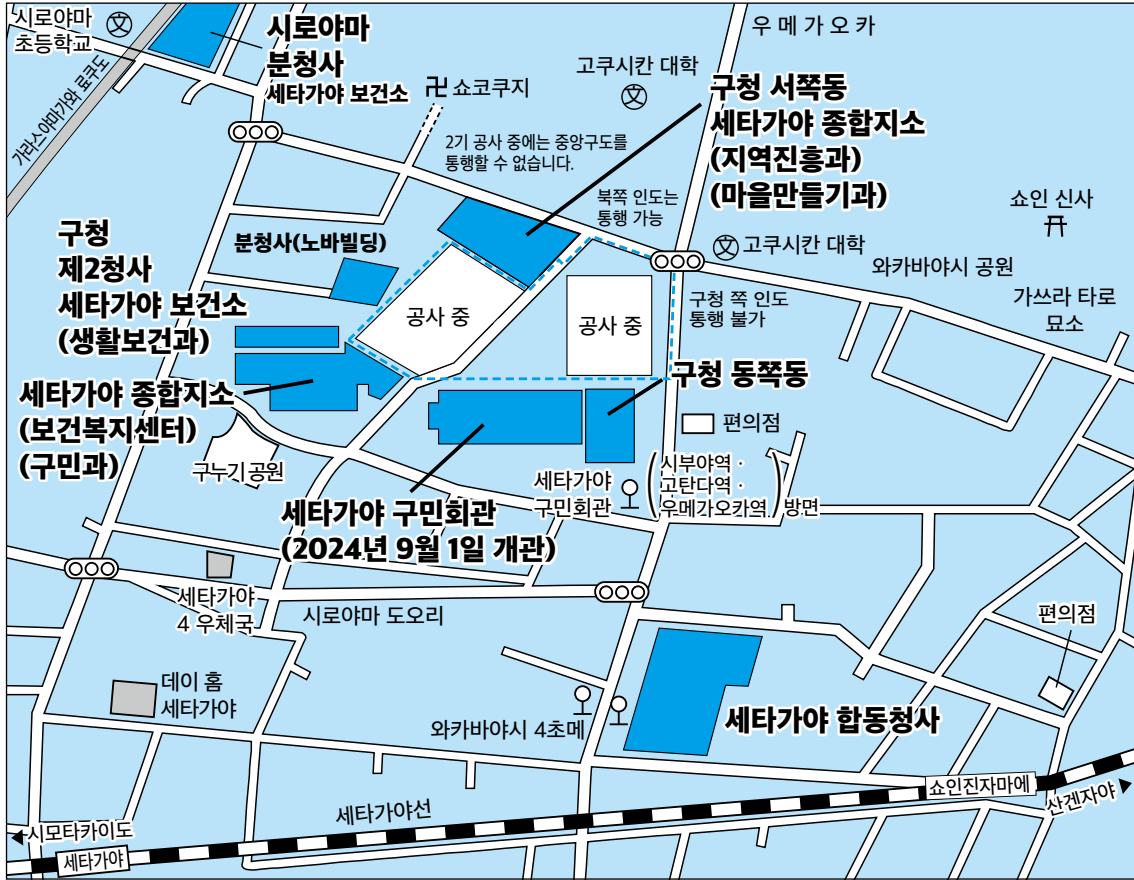 시로야마
초등학교
文
가라스야마가와 료쿠도
시로야마
분청사
세타가야 보건소
卍 쇼코쿠지
우메가오카
고쿠시칸 대학
文
구청 서쪽동
세타가야 종합지소
(지역진흥과)
(마을만들기과)
2기 공사 중에는 중앙구도를
통행할 수 없습니다.
북쪽 인도는
통행 가능
쇼인 신사
文 고쿠시칸 대학
와카바야시 공원
가쓰라 타로
묘소
구청
제2청사
세타가야 보건소
(생활보건과)
분청사(노바빌딩)
공사 중
공사 중
구청 쪽 인도
통행 불가
세타가야 종합지소
(보건복지센터)
(구민과)
구청 동쪽동
편의점
구누기 공원
세타가야
구민회관
(시부야역 ·
고탄다역 ·
우메가오카역) 방면
세타가야 구민회관
(2024년 9월 1일 개관)
세타가야
4 우체국
시로야마 도오리
편의점
데이 홈
세타가야
와카바야시 4초메
세타가야 합동청사
쇼인진자마에
산겐자야
세타가야선
시모타카이도
세타가야